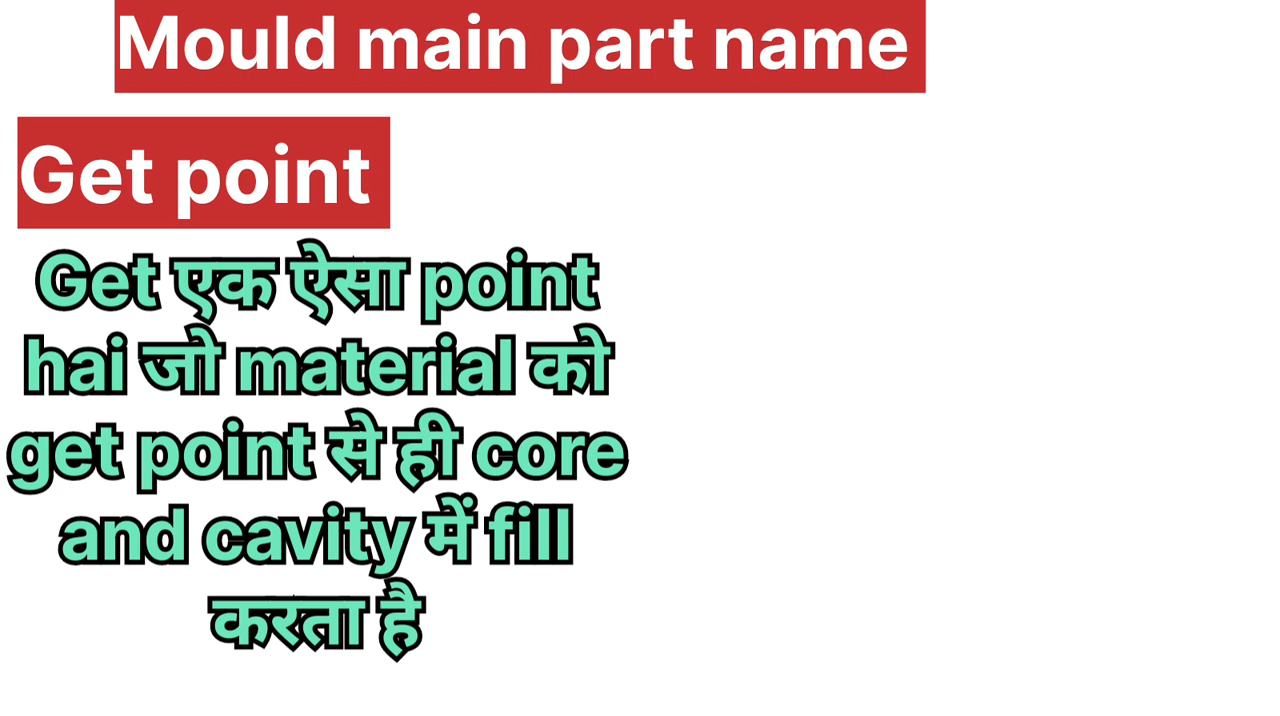 Mould main part name
Get point
Get एक ऐसा point
hai जो material को
get point से ही core
and cavity में fill
करता है